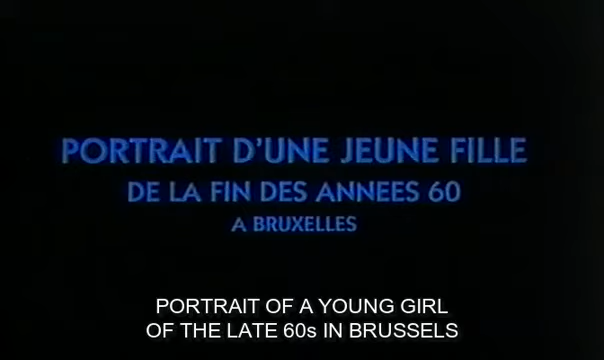 PORTRAIT D'UNE JEUNE FILLE
DE LA FIN DES ANNEES 60
A BRUXELLES
PORTRAIT OF A YOUNG GIRL
OF THE LATE 60s IN BRUSSELS